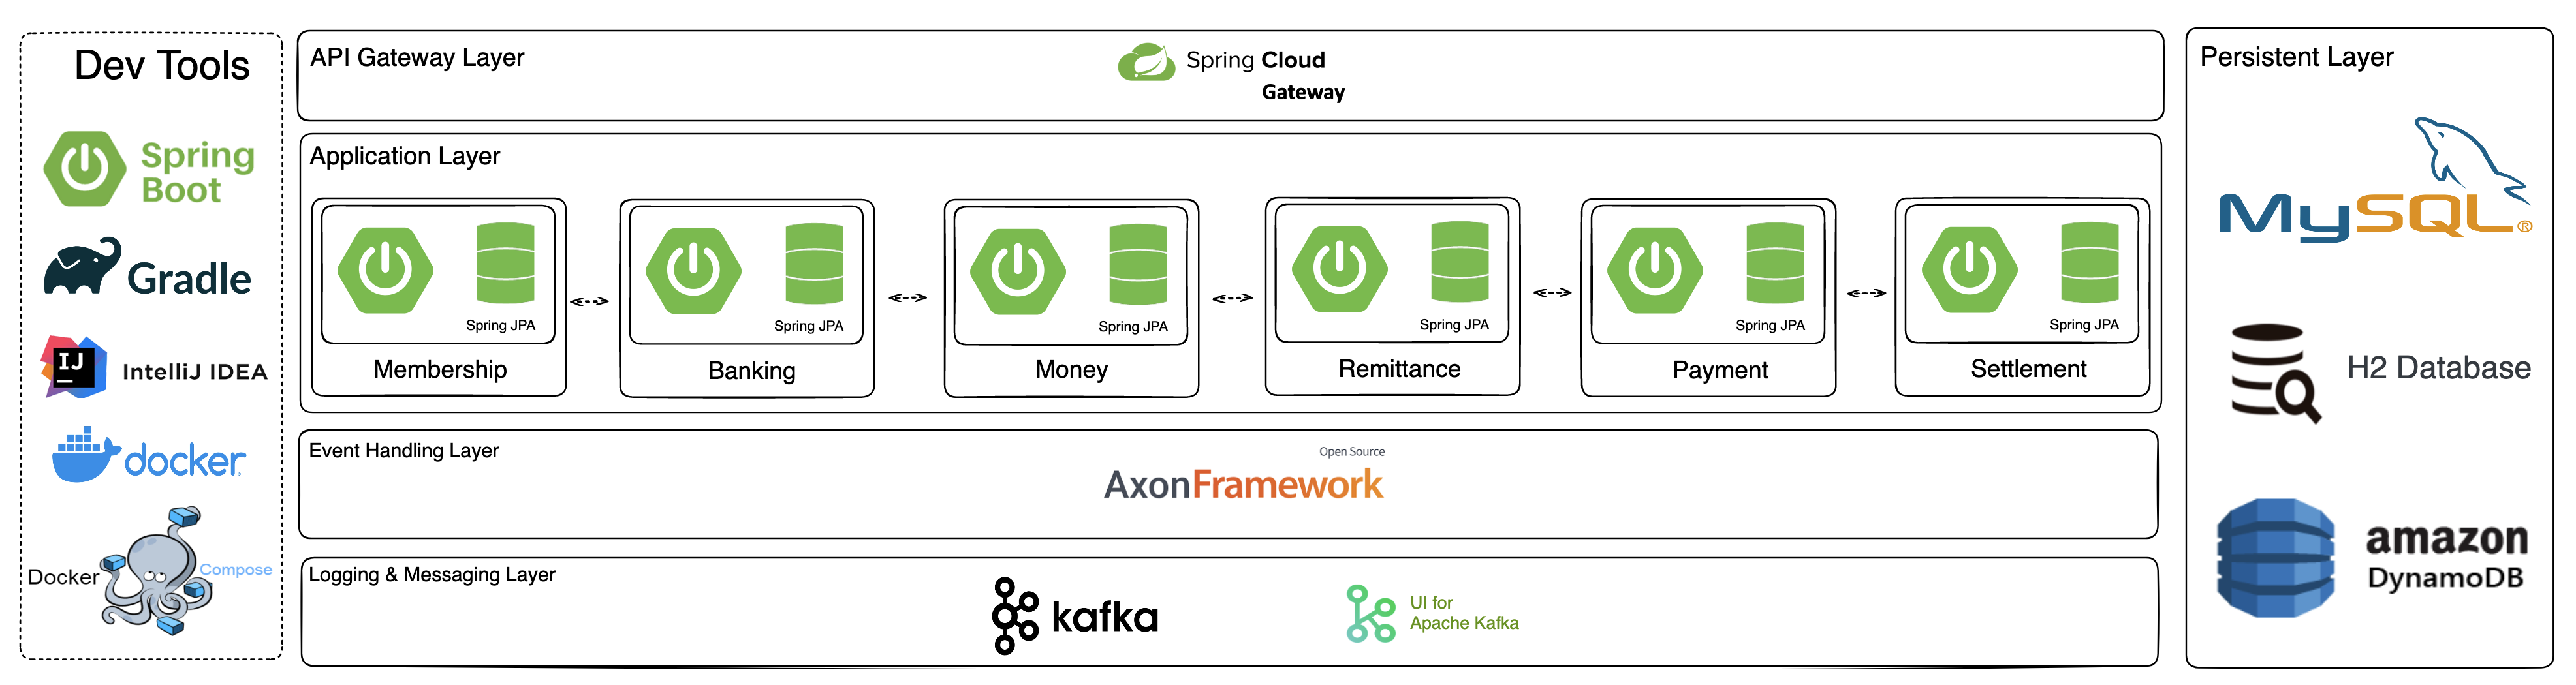 Dev Tools
Spring
Boot
Gradle
IJ
IntelliJ IDEA
docker
Docker
Compose
API Gateway Layer
Spring Cloud
Gateway
Application Layer
Spring JPA
Membership
Spring JPA
Banking
Spring JPA
Money
Spring JPA
Remittance
Spring JPA
Payment
Spring JPA
Settlement
Event Handling Layer
Open Source
AxonFramework
Logging & Messaging Layer
kafka
UI for
Apache Kafka
Persistent Layer
MySQL®
H2 Database
amazon
DynamoDB